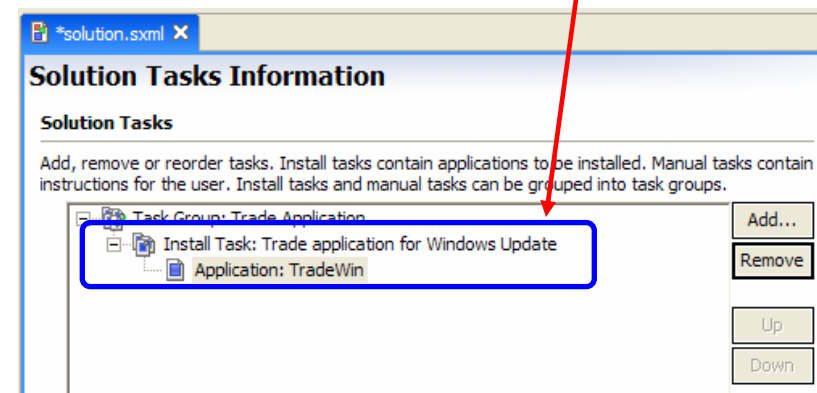 *solution.sxml
Solution Tasks Information
Solution Tasks
Add, remove or reorder tasks. Install tasks contain applications to be installed. Manual tasks contain
instructions for the user. Install tasks and manual tasks can be grouped into task groups.
Task Group: Trade Application
Add...
Install Task: Trade application for Windows Update
Remove
Application: TradeWin
Up
Down